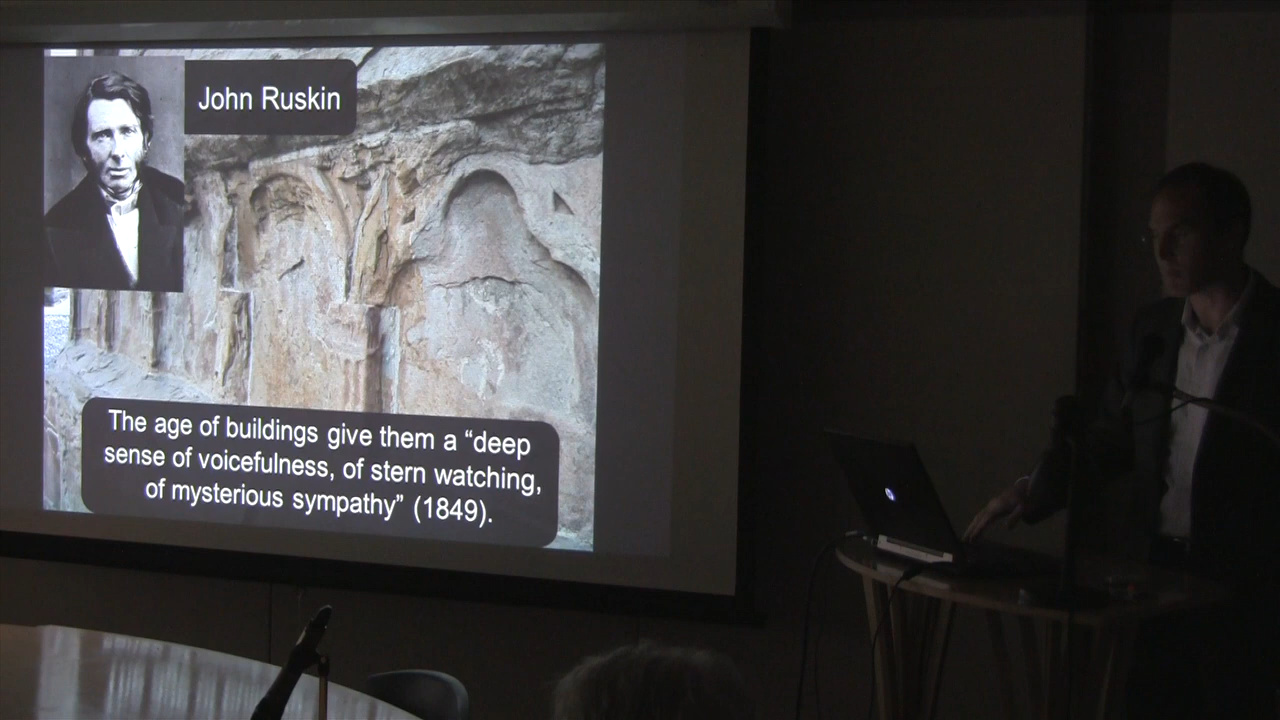 John Ruskin
The age of buildings give them a “deep
sense of voicefulness, of stern watching,
of mysterious sympathy” (1849).